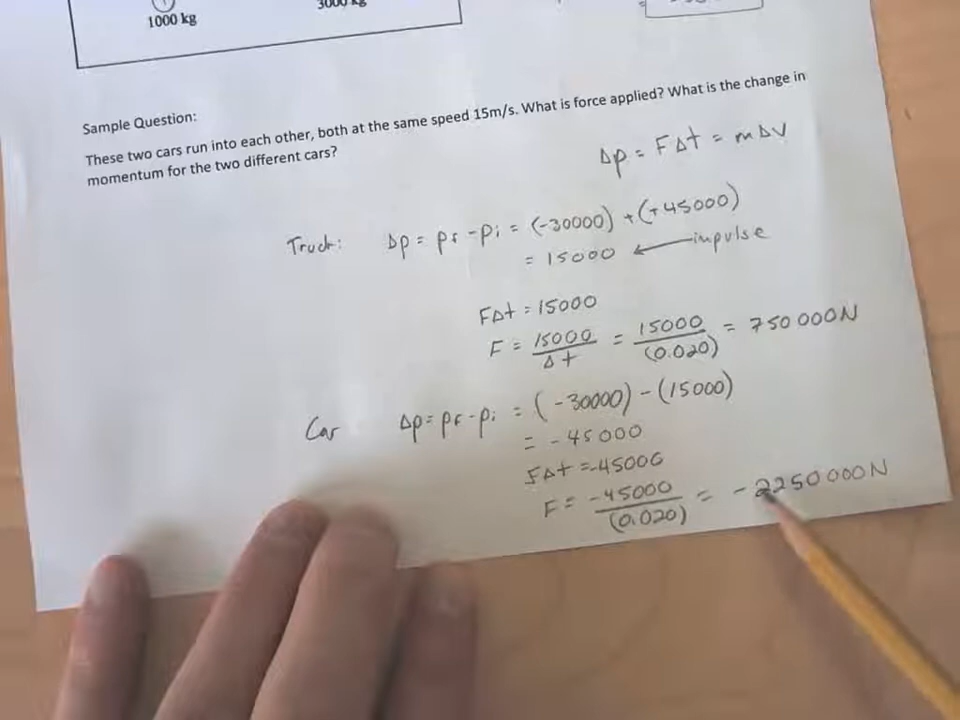 1000 kg
3000 kg
Sample Question:
These two cars run into each other, both at the same speed 15m/s. What is force applied? What is the change in
momentum for the two different cars?
Δp = FΔt = mΔV
Truck: Δp = pf - pi = (-30000) + (+45000)
= 15000 ← impulse
FΔt = 15000
F = 15000/Δt = 15000/(0.020) = 750 000N
Car Δp = pf - pi = (-30000) - (15000)
= -45000
FΔt = -45000
F = -45000/(0.020) = -2250 000N